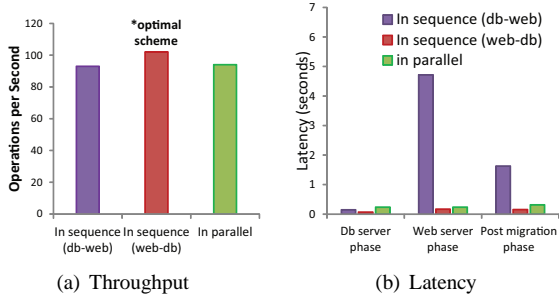 Operations per Second
120
100
80
60
40
20
0
*optimal
scheme
In sequence
(db-web)
In sequence
(web-db)
In parallel
(a) Throughput
In sequence (db-web)
In sequence (web-db)
in parallel
Latency (seconds)
7
6
5
4
3
2
1
0
Db server
phase
Web server
phase
Post migration
phase
(b) Latency